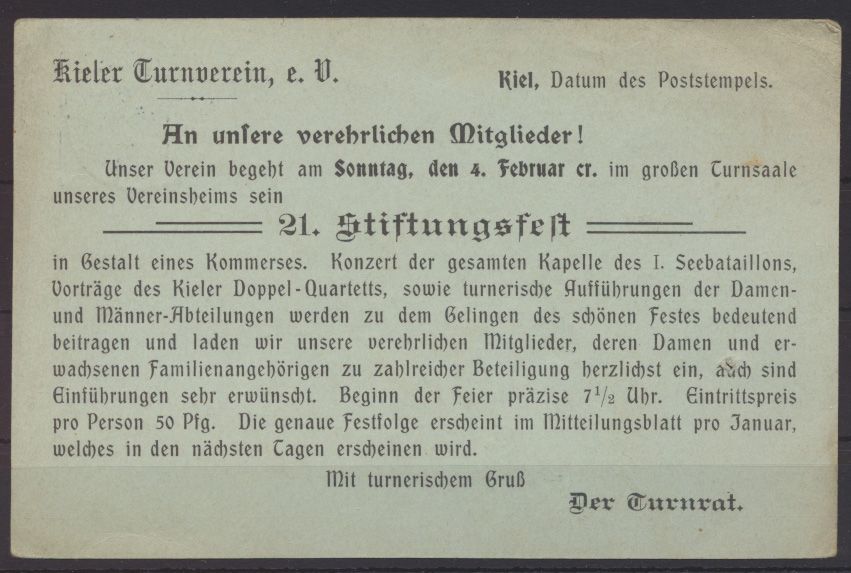 Kieler Turnverein, e. V.
Kiel, Datum des Poststempels.
An unsere verehrlichen Mitglieder!
Unser Verein begeht am Sonntag, den 4. Februar cr. im großen Turnsaale
unseres Vereinsheims sein
21. Stiftungsfest
in Gestalt eines Kommerses. Konzert der gesamten Kapelle des I. Seebataillons,
Vorträge des Kieler Doppel-Quartetts, sowie turnerische Aufführungen der Damen-
und Männer-Abteilungen werden zu dem Gelingen des schönen Festes bedeutend
beitragen und laden wir unsere verehrlichen Mitglieder, deren Damen und er-
wachsenen Familienangehörigen zu zahlreicher Beteiligung herzlichst ein, auch sind
Einführungen sehr erwünscht. Beginn der Feier präzise 7 1/2 Uhr. Eintrittspreis
pro Person 50 Pfg. Die genaue Festfolge erscheint im Mitteilungsblatt pro Januar,
welches in den nächsten Tagen erscheinen wird.
Mit turnerischem Gruß
Der Turnrat.